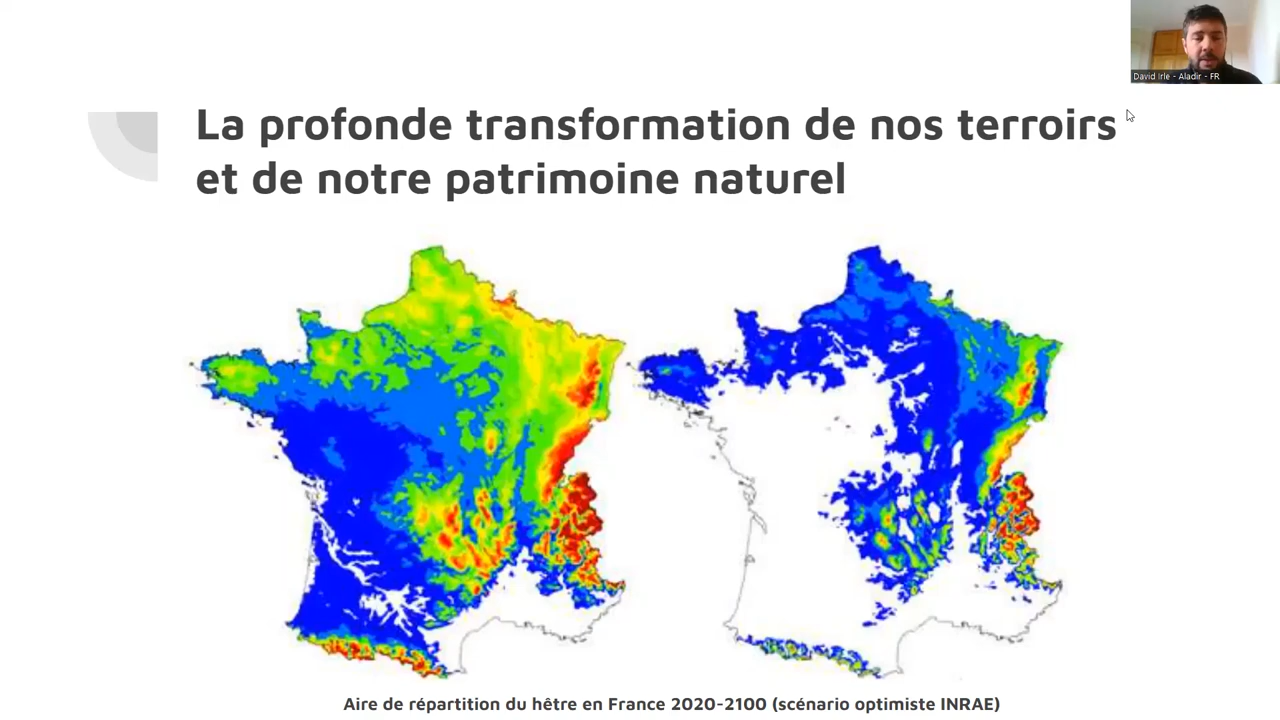 David Irle - Aladir - FR
La profonde transformation de nos terroirs
et de notre patrimoine naturel
Aire de répartition du hêtre en France 2020-2100 (scénario optimiste INRAE)